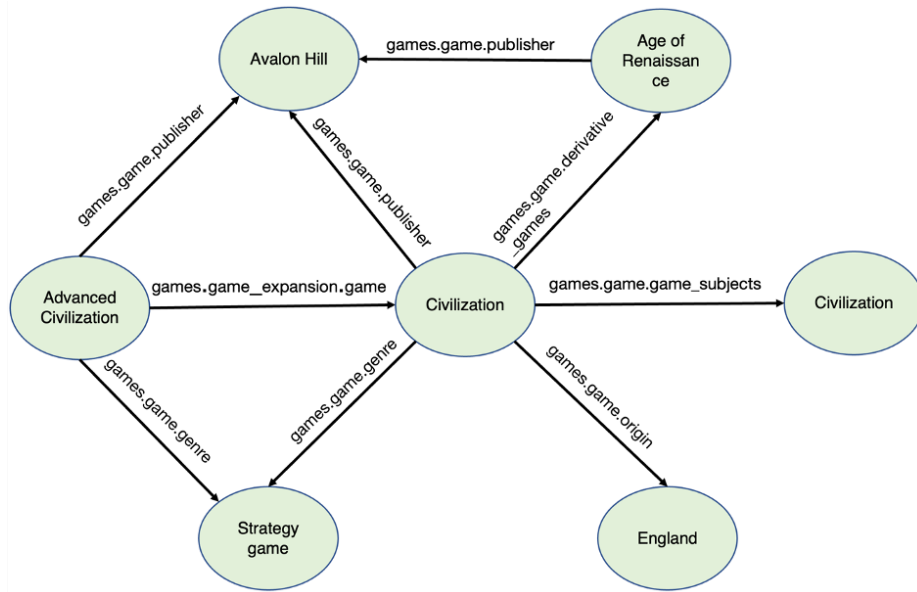 Avalon Hill
games.game.publisher
Age of
Renaissan
ce
games.game.publisher
games.game.publisher
games.game.derivative
_games
Advanced
Civilization
games.game_expansion.game
Civilization
games.game.game_subjects
Civilization
games.game.genre
games.game.genre
games.game.origin
Strategy
game
England